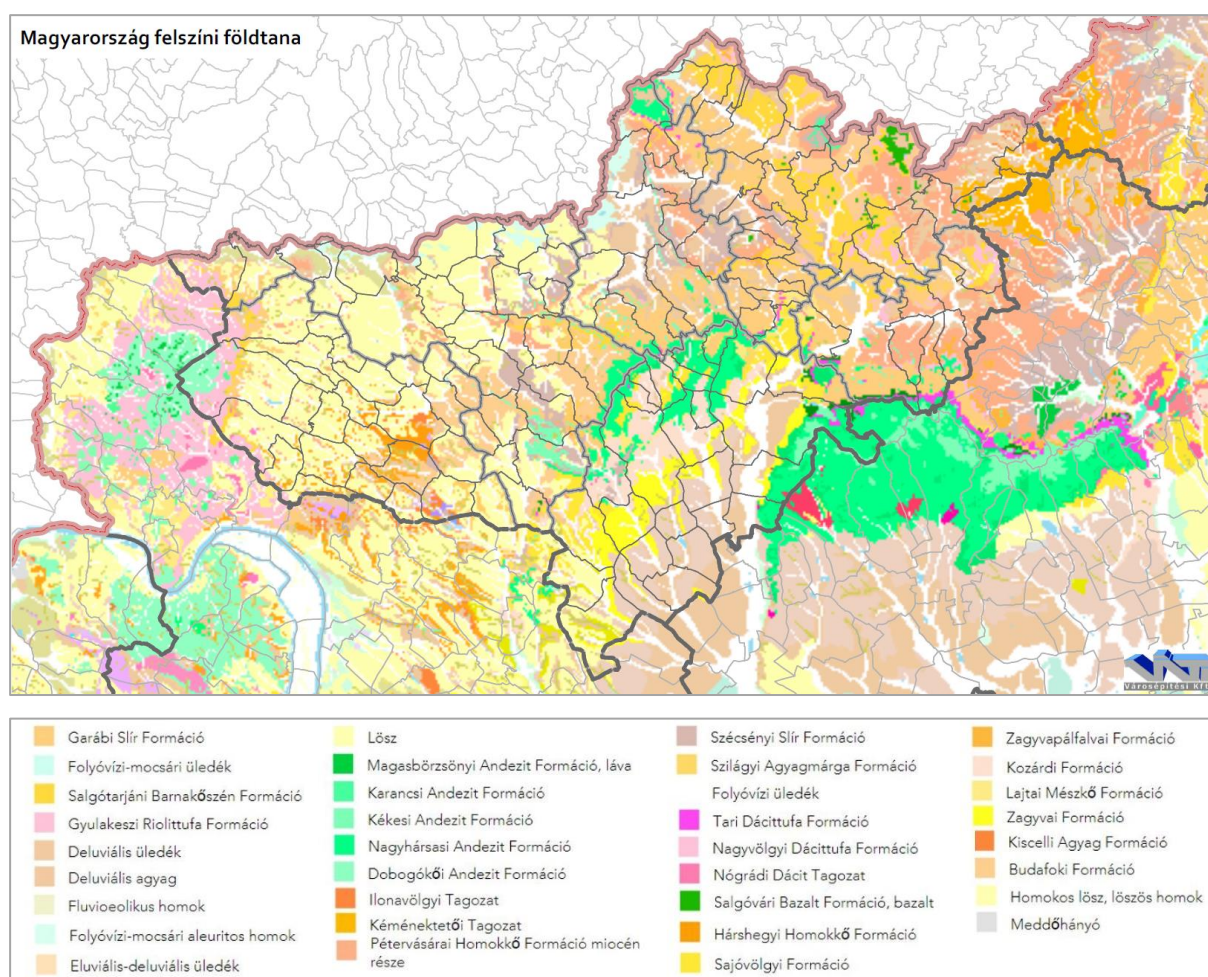 Magyarország felszíni földtana
Városépítési Kft
Garábi Slír Formáció
Folyóvízi-mocsári üledék
Salgótarjáni Barnakőszén Formáció
Gyulakeszi Riolittufa Formáció
Deluviális üledék
Deluviális agyag
Fluvioeolikus homok
Folyóvízi-mocsári aleuritos homok
Eluviális-deluviális üledék
Lösz
Magasbörzsönyi Andezit Formáció, láva
Karancsi Andezit Formáció
Kékesi Andezit Formáció
Nagyhársasi Andezit Formáció
Dobogókői Andezit Formáció
Ilonavölgyi Tagozat
Kéménektetői Tagozat
Pétervásárai Homokkő Formáció miocén
része
Szécsényi Slír Formáció
Szilágyi Agyagmárga Formáció
Folyóvízi üledék
Tari Dácittufa Formáció
Nagyvölgyi Dácittufa Formáció
Nógrádi Dácit Tagozat
Salgóvári Bazalt Formáció, bazalt
Hárshegyi Homokkő Formáció
Sajóvölgyi Formáció
Zagyvapálfalvai Formáció
Kozárdi Formáció
Lajtai Mészkő Formáció
Zagyvai Formáció
Kiscelli Agyag Formáció
Budafoki Formáció
Homokos lösz, löszös homok
Meddőhányó